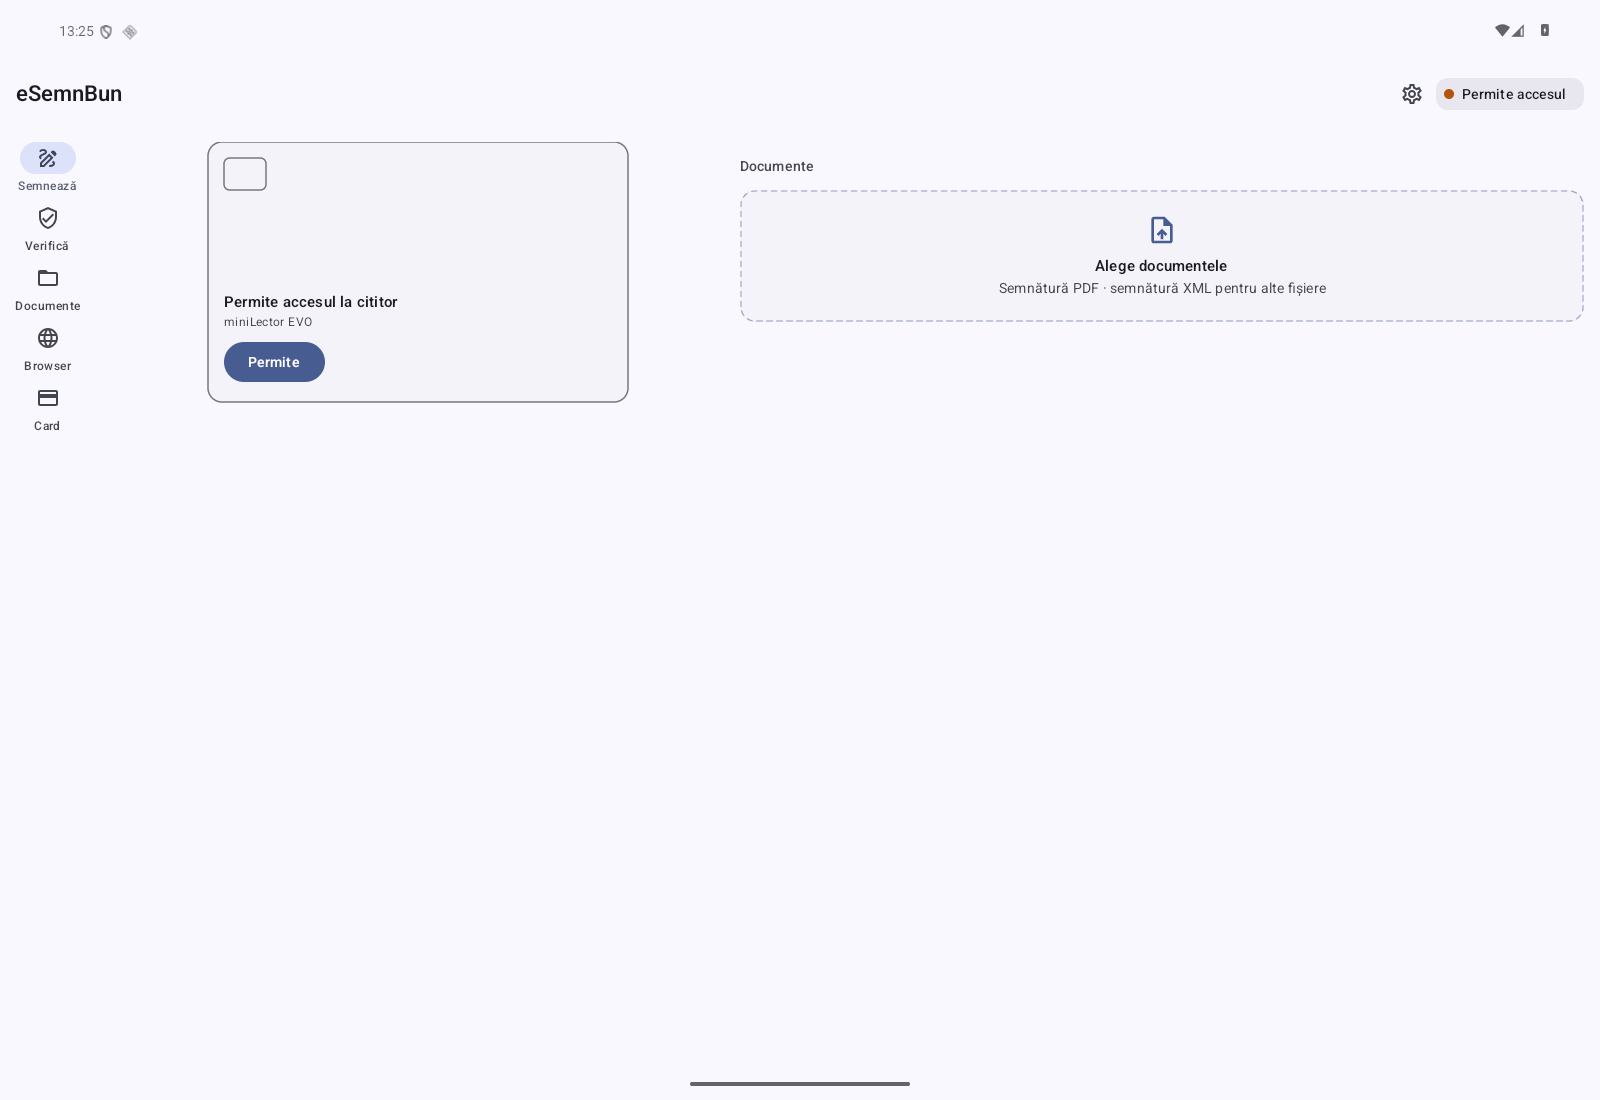 13:25
eSemnBun
Permite accesul
Semnează
Verifică
Documente
Browser
Card
Permite accesul la cititor
miniLector EVO
Permite
Documente
Alege documentele
Semnătură PDF · semnătură XML pentru alte fișiere